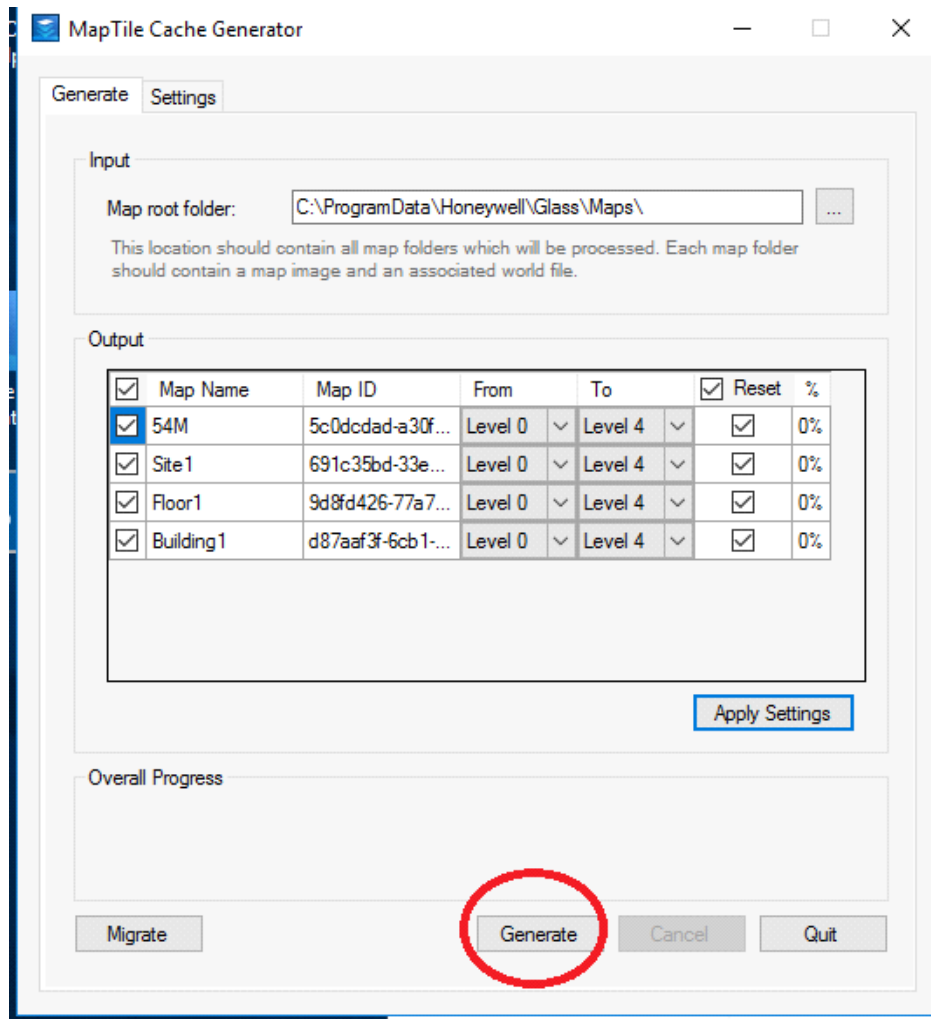 MapTile Cache Generator
Generate Settings
Input
Map root folder: C:\ProgramData\Honeywell\Glass\Maps\ ...
This location should contain all map folders which will be processed. Each map folder
should contain a map image and an associated world file.
Output
Map Name Map ID From To Reset %
54M 5c0dcdad-a30f... Level 0 Level 4 0%
Site1 691c35bd-33e... Level 0 Level 4 0%
Floor1 9d8fd426-77a7... Level 0 Level 4 0%
Building1 d87aaf3f-6cb1-... Level 0 Level 4 0%
Apply Settings
Overall Progress
Migrate Generate Cancel Quit